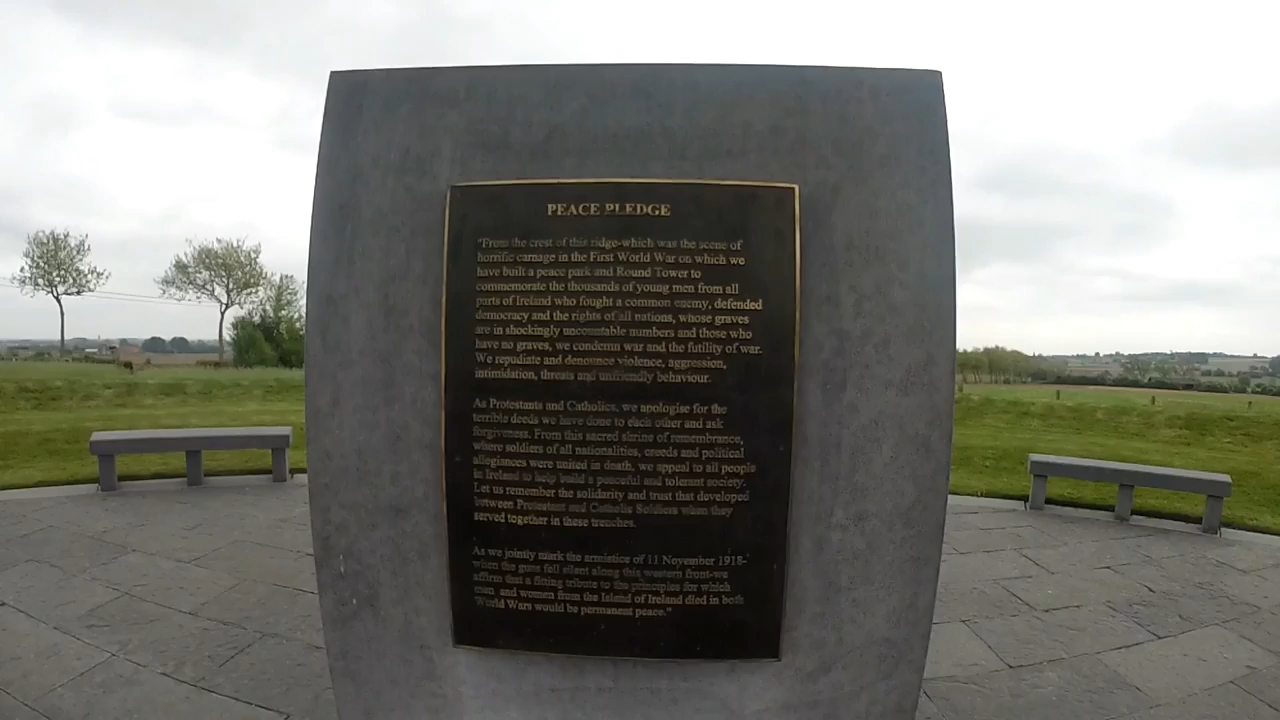 PEACE PLEDGE
"From the crest of this ridge-which was the scene of
horrific carnage in the First World War on which we
have built a peace park and Round Tower to
commemorate the thousands of young men from all
parts of Ireland who fought a common enemy, defended
democracy and the rights of all nations, whose graves
are in shockingly uncountable numbers and those who
have no graves, we condemn war and the futility of war.
We repudiate and denounce violence, aggression,
intimidation, threats and unfriendly behaviour.
As Protestants and Catholics, we apologise for the
terrible deeds we have done to each other and ask
forgiveness. From this sacred shrine of remembrance,
where soldiers of all nationalities, creeds and political
allegiances were united in death, we appeal to all people
in Ireland to help build a peaceful and tolerant society.
Let us remember the solidarity and trust that developed
between Protestant and Catholic Soldiers when they
served together in these trenches.
As we jointly mark the armistice of 11 November 1918-
when the guns fell silent along this western front-we
affirm that a fitting tribute to the principles for which
men and women from the Island of Ireland died in both
World Wars would be permanent peace."